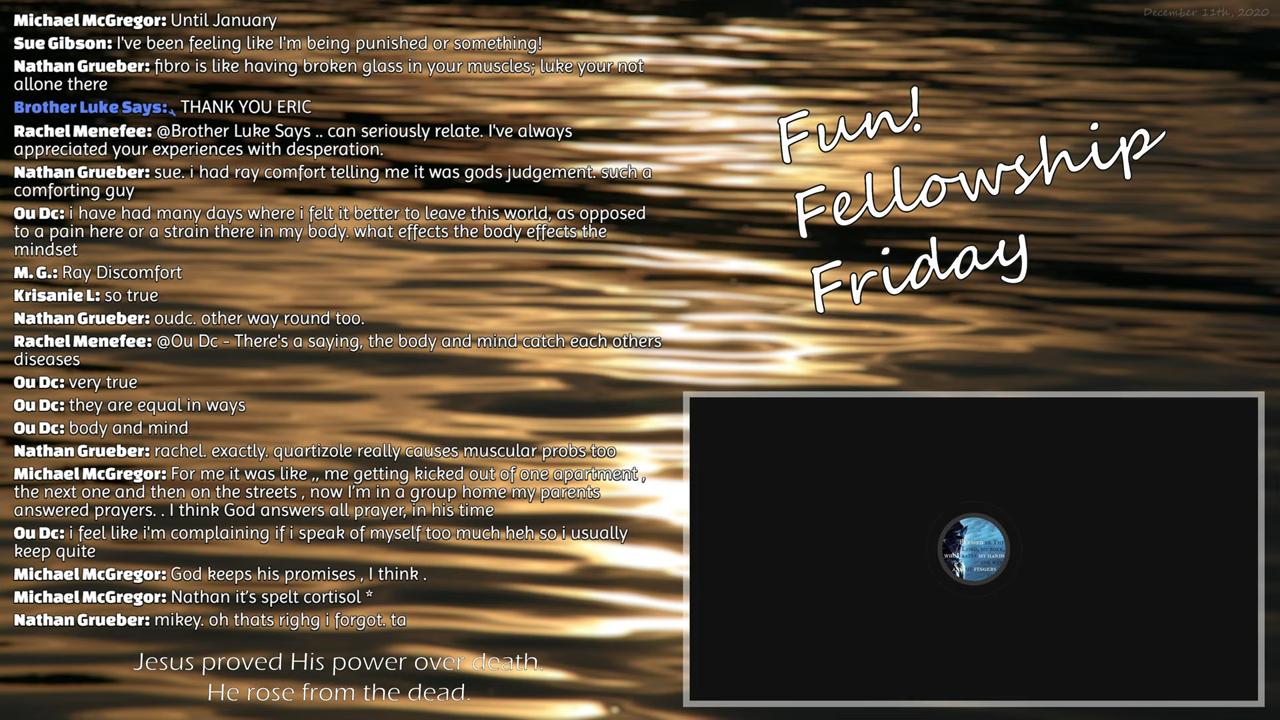 December 11th, 2020
Michael McGregor: Until January
Sue Gibson: I've been feeling like I'm being punished or something!
Nathan Grueber: fibro is like having broken glass in your muscles; luke your not
allone there
Brother Luke Says: THANK YOU ERIC
Rachel Menefee: @Brother Luke Says .. can seriously relate. I've always
appreciated your experiences with desperation.
Nathan Grueber: sue. i had ray comfort telling me it was gods judgement. such a
comforting guy
Ou Dc: i have had many days where i felt it better to leave this world, as opposed
to a pain here or a strain there in my body. what effects the body effects the
mindset
M. G.: Ray Discomfort
Krisanie L: so true
Nathan Grueber: oudc. other way round too.
Rachel Menefee: @Ou Dc - There's a saying, the body and mind catch each others
diseases
Ou Dc: very true
Ou Dc: they are equal in ways
Ou Dc: body and mind
Nathan Grueber: rachel. exactly. quartizole really causes muscular probs too
Michael McGregor: For me it was like ,, me getting kicked out of one apartment ,
the next one and then on the streets , now I'm in a group home my parents
answered prayers. . I think God answers all prayer, in his time
Ou Dc: i feel like i'm complaining if i speak of myself too much heh so i usually
keep quite
Michael McGregor: God keeps his promises , I think .
Michael McGregor: Nathan it's spelt cortisol *
Nathan Grueber: mikey. oh thats righg i forgot. ta
Jesus proved His power over death.
He rose from the dead.
Fun!
Fellowship
Friday
Blessed be the
Lord, my rock,
my hands
fingers